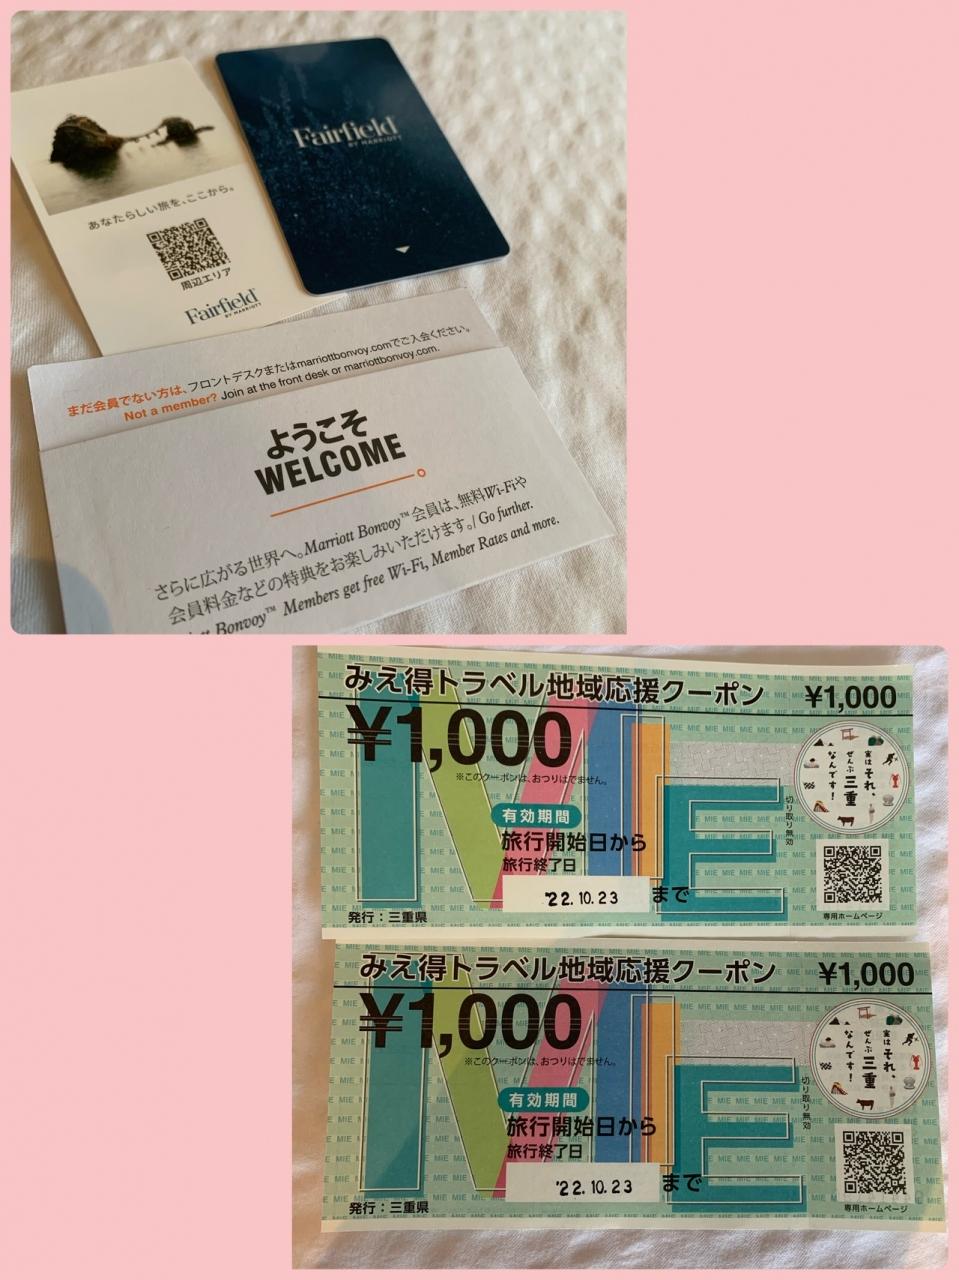 あなたらしい旅を、ここから。
周辺エリア
Fairfield
BY MARRIOTT
Fairfield
BY MARRIOTT
まだ会員でない方は、フロントデスクまたはmarriottbonvoy.comでご入会ください。
Not a member? Join at the front desk or marriottbonvoy.com.
ようこそ
WELCOME
さらに広がる世界へ。Marriott Bonvoy™ 会員は、無料Wi-Fiや
会員料金などの特典をお楽しみいただけます。/ Go further.
Bonvoy™ Members get free Wi-Fi, Member Rates and more.
みえ得トラベル地域応援クーポン ¥1,000
¥1,000
※このクーポンは、おつりはでません。
MIE
実はそれ、
ぜんぶ三重
なんです!
切り取り無効
有効期間
旅行開始日から
旅行終了日
'22.10.23 まで
発行:三重県
専用ホームページ
みえ得トラベル地域応援クーポン ¥1,000
¥1,000
※このクーポンは、おつりはでません。
MIE
実はそれ、
ぜんぶ三重
なんです!
切り取り無効
有効期間
旅行開始日から
旅行終了日
'22.10.23 まで
発行:三重県
専用ホームページ